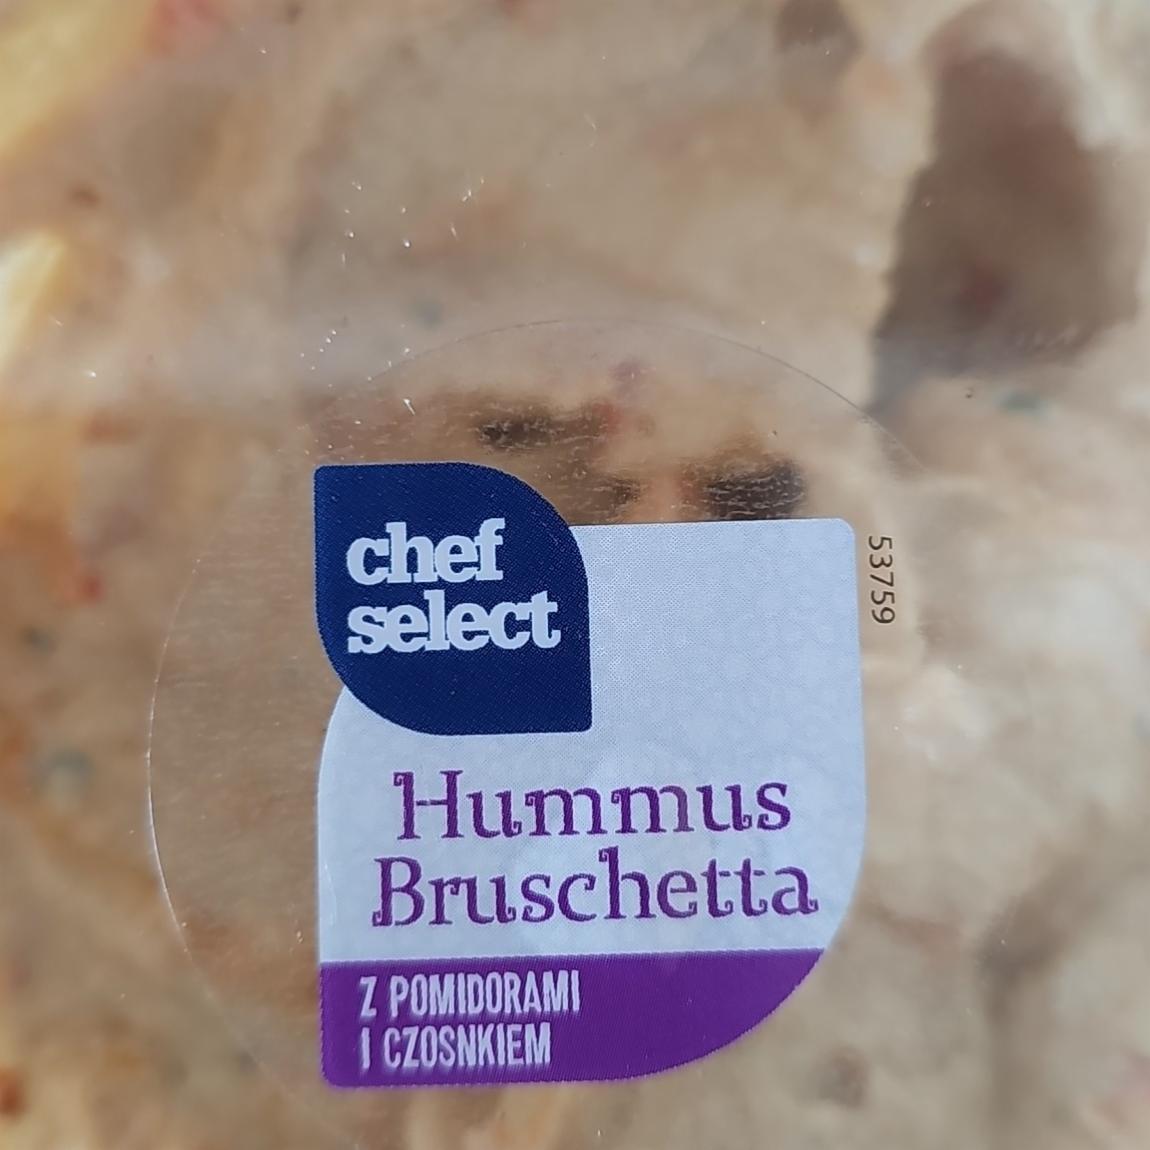 chef
select
53759
Hummus
Bruschetta
Z POMIDORAMI
I CZOSNKIEM